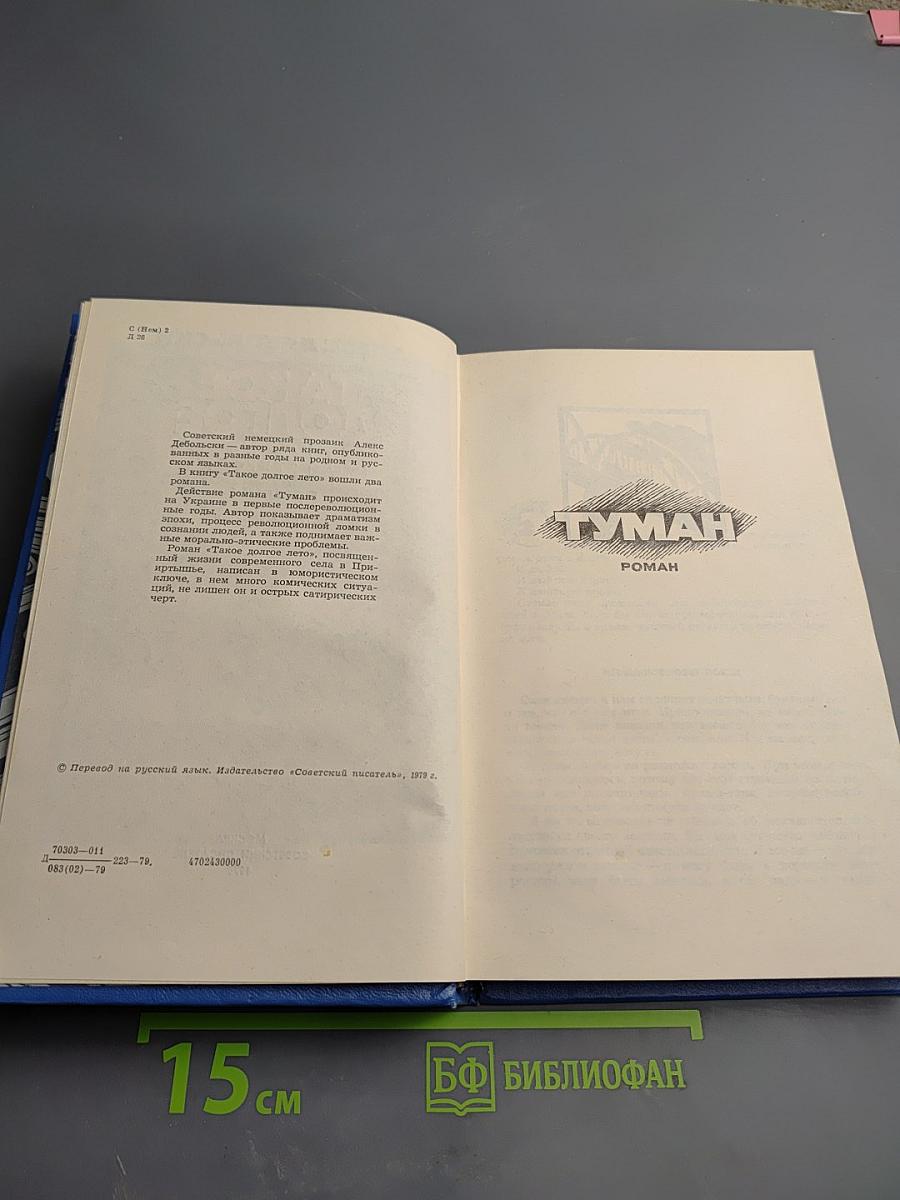 С (Нем) 2
Д 26
Советский немецкий прозаик Алекс
Дебольски — автор ряда книг, опублико-
ванных в разные годы на родном и рус-
ском языках.
В книгу «Такое долгое лето» вошли два
романа.
Действие романа «Туман» происходит
на Украине в первые послереволюцион-
ные годы. Автор показывает драматизм
эпохи, процесс революционной ломки в
сознании людей, а также поднимает важ-
ные морально-этические проблемы.
Роман «Такое долгое лето», посвящен-
ный жизни современного села в При-
иртышье, написан в юмористическом
ключе, в нем много комических ситуа-
ций, не лишен он и острых сатирических
черт.
© Перевод на русский язык. Издательство «Советский писатель», 1979 г.
70303—011
Д 223—79. 4702430000
083(02)—79
ТУМАН
РОМАН
15 см
БФ БИБЛИОФАН